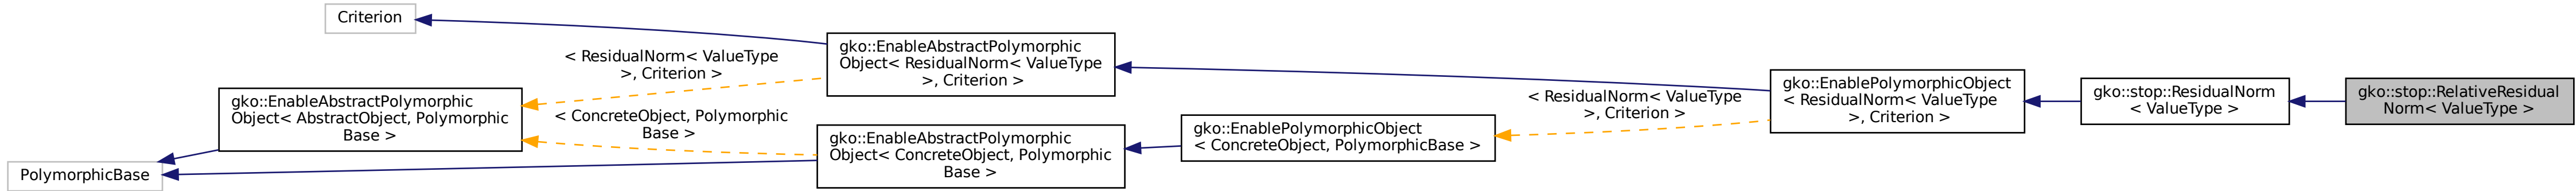 Criterion
gko::EnableAbstractPolymorphic
Object< ResidualNorm< ValueType
>, Criterion >
< ResidualNorm< ValueType
>, Criterion >
gko::EnableAbstractPolymorphic
Object< AbstractObject, Polymorphic
Base >
< ConcreteObject, Polymorphic
Base >
gko::EnableAbstractPolymorphic
Object< ConcreteObject, Polymorphic
Base >
PolymorphicBase
gko::EnablePolymorphicObject
< ConcreteObject, PolymorphicBase >
< ResidualNorm< ValueType
>, Criterion >
gko::EnablePolymorphicObject
< ResidualNorm< ValueType
>, Criterion >
gko::stop::ResidualNorm
< ValueType >
gko::stop::RelativeResidual
Norm< ValueType >